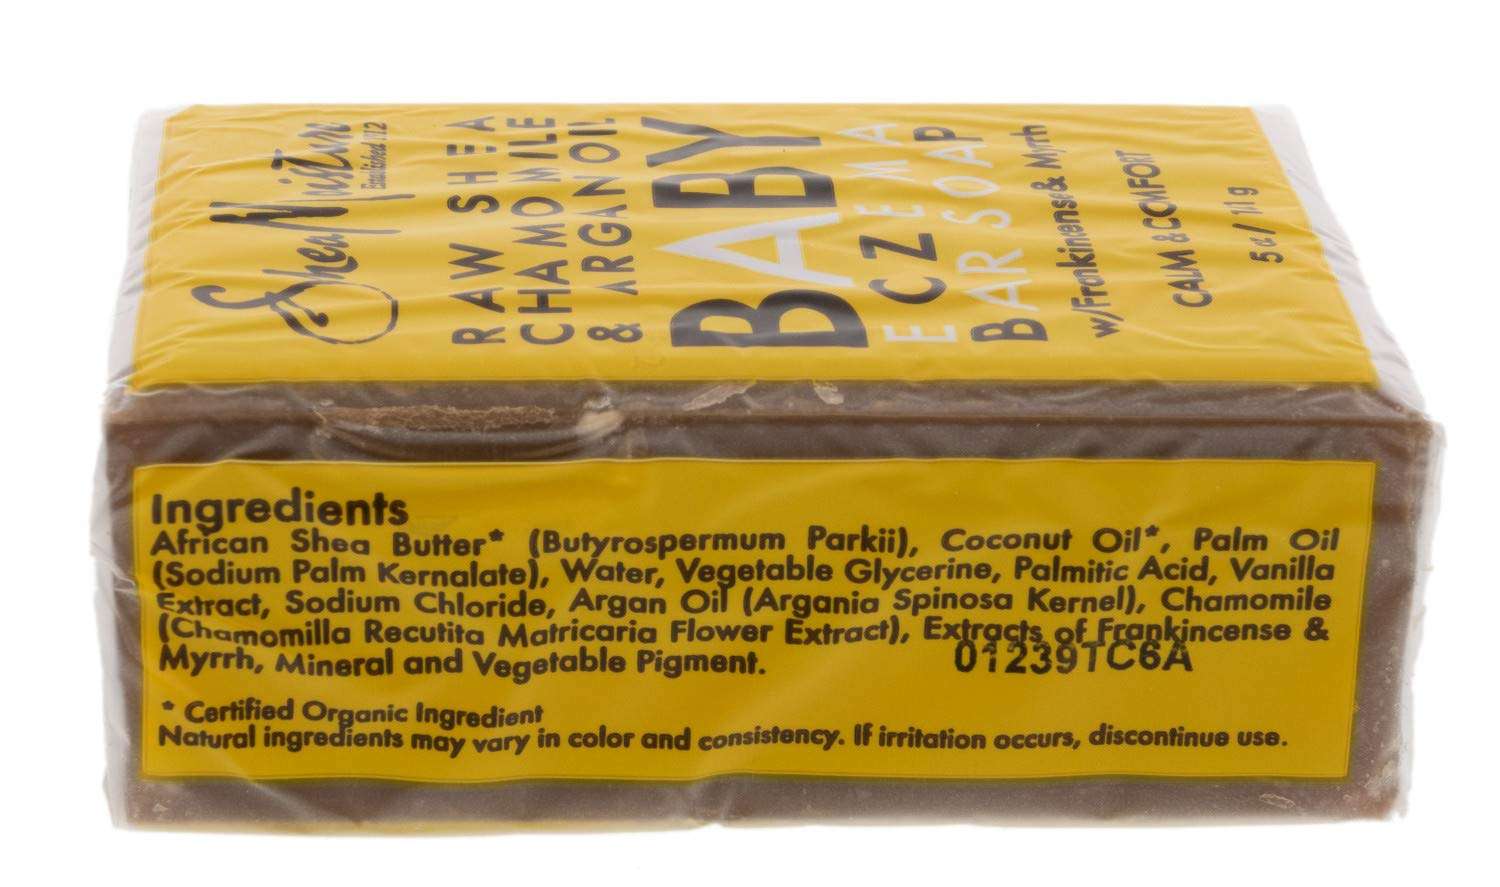 SheaMoisture
Established 1912
RAW SHEA
CHAMOMILE
& ARGAN OIL
BABY
ECZEMA
BAR SOAP
w/Frankincense & Myrrh
CALM & COMFORT
5
Ingredients
African Shea Butter* (Butyrospermum Parkii), Coconut Oil*, Palm Oil
(Sodium Palm Kernalate), Water, Vegetable Glycerine, Palmitic Acid, Vanilla
Extract, Sodium Chloride, Argan Oil (Argania Spinosa Kernel), Chamomile
(Chamomilla Recutita Matricaria Flower Extract), Extracts of Frankincense &
Myrrh, Mineral and Vegetable Pigment.
01239TC6A
* Certified Organic Ingredient
Natural ingredients may vary in color and consistency. If irritation occurs, discontinue use.